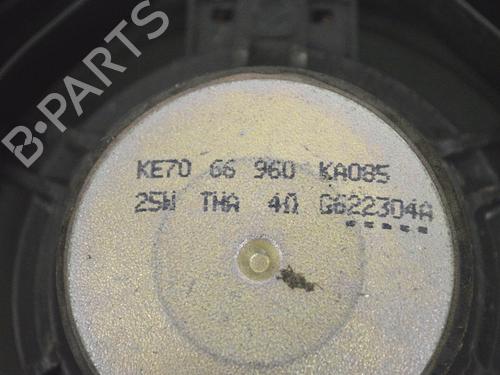 B-PARTS
KE70 66 960 KA085
25W THA 4Ω G622304A